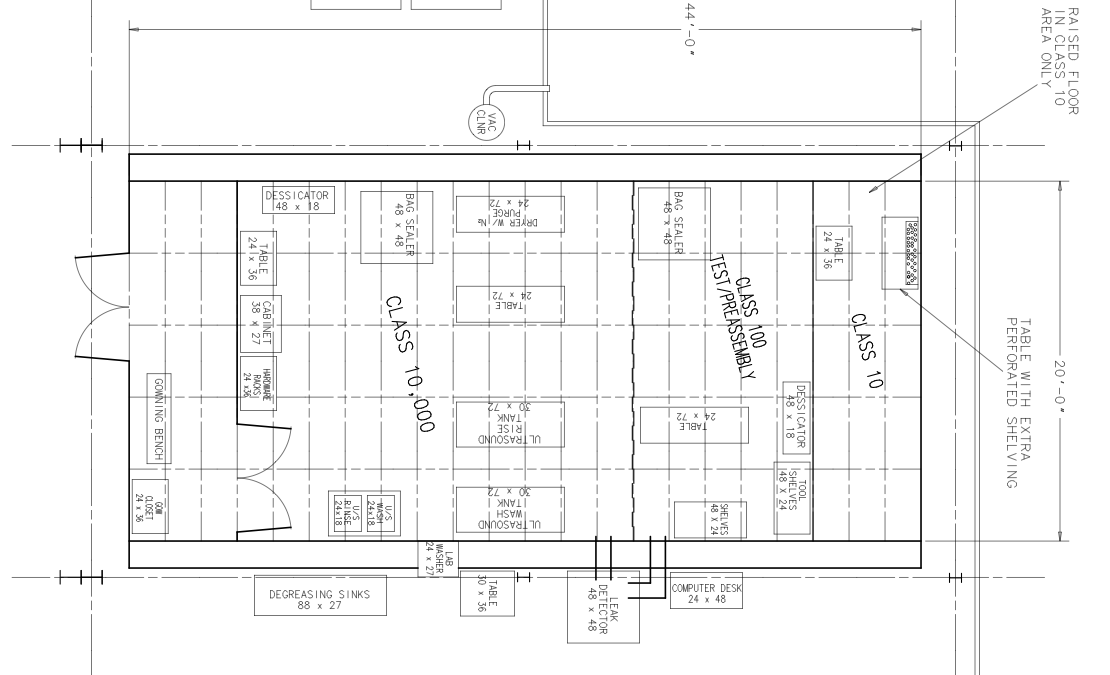 RAISED FLOOR
IN CLASS 10
AREA ONLY
44'-0"
VAC
CLNR
20'-0"
TABLE WITH EXTRA
PERFORATED SHELVING
DESSICATOR
48 x 18
BAG SEALER
48 x 48
DRYER W/ N2
PURGE
24 x 72
BAG SEALER
48 x 48
TABLE
24 x 36
TABLE
24 x 36
CLASS 100
TEST/PREASSEMBLY
CLASS 10
CABINET
38 x 27
CLASS 10,000
TABLE
24 x 72
HARDWARE
RACKS
24 x36
GOWNING BENCH
ULTRASOUND
RISE
TANK
30 x 72
TABLE
24 x 72
DESSICATOR
48 x 18
GOW
CLOSET
24 x 36
U/S
RINSE
24x18
U/S
WASH
24x18
ULTRASOUND
WASH
TANK
30 x 72
SHELVES
48 X 24
TOOL
SHELVES
48 X 24
LAB
WASHER
24 x 27
DEGREASING SINKS
88 x 27
TABLE
30 x 36
LEAK
DETECTOR
48 x 48
COMPUTER DESK
24 x 48